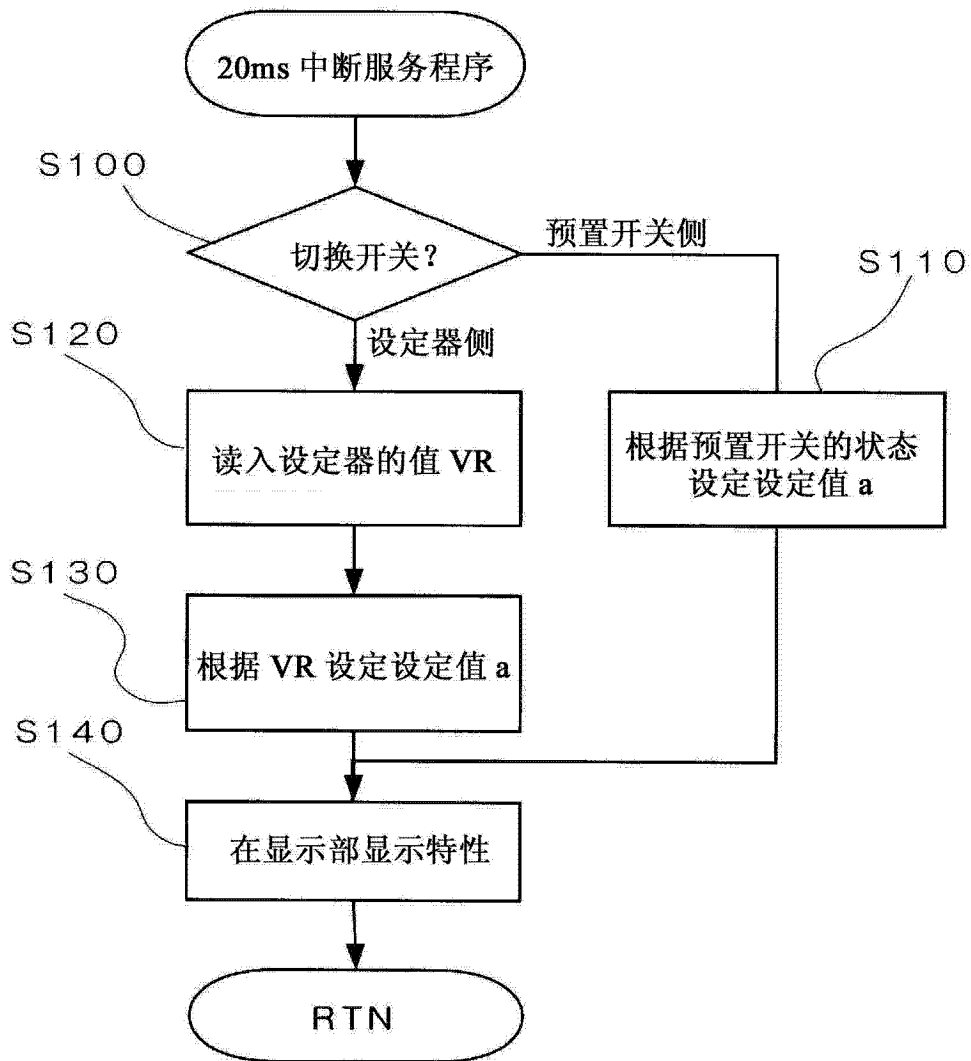 20ms 中断服务程序
S100
切换开关?
预置开关侧
S110
S120
设定器侧
读入设定器的值 VR
根据预置开关的状态
设定设定值 a
S130
根据 VR 设定设定值 a
S140
在显示部显示特性
RTN